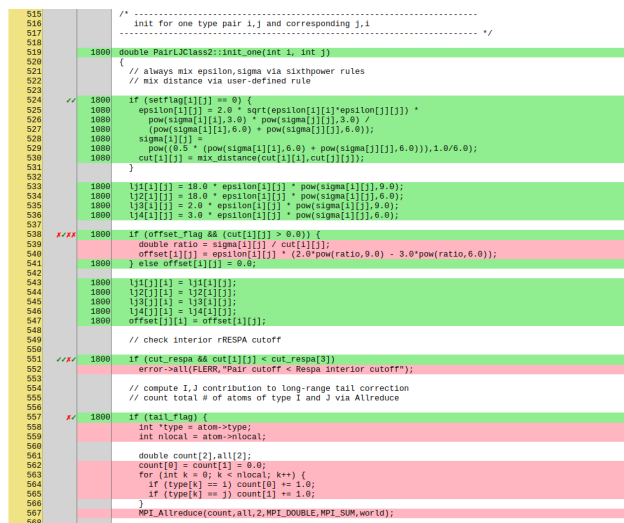 515 /* ----------------------------------------------------------------------
516 init for one type pair i,j and corresponding j,i
517 ------------------------------------------------------------------------- */
518
519 1800 double PairLJClass2::init_one(int i, int j)
520 {
521 // always mix epsilon,sigma via sixthpower rules
522 // mix distance via user-defined rule
523
524 ✓✓ 1800 if (setflag[i][j] == 0) {
525 1080 epsilon[i][j] = 2.0 * sqrt(epsilon[i][i]*epsilon[j][j]) *
526 1080 pow(sigma[i][i],3.0) * pow(sigma[j][j],3.0) /
527 1080 (pow(sigma[i][i],6.0) + pow(sigma[j][j],6.0));
528 1080 sigma[i][j] =
529 1080 pow((0.5 * (pow(sigma[i][i],6.0) + pow(sigma[j][j],6.0))),1.0/6.0);
530 1080 cut[i][j] = mix_distance(cut[i][i],cut[j][j]);
531 }
532
533 1800 lj1[i][j] = 18.0 * epsilon[i][j] * pow(sigma[i][j],9.0);
534 1800 lj2[i][j] = 18.0 * epsilon[i][j] * pow(sigma[i][j],6.0);
535 1800 lj3[i][j] = 2.0 * epsilon[i][j] * pow(sigma[i][j],9.0);
536 1800 lj4[i][j] = 3.0 * epsilon[i][j] * pow(sigma[i][j],6.0);
537
538 ✗✓✗✗ 1800 if (offset_flag && (cut[i][j] > 0.0)) {
539 double ratio = sigma[i][j] / cut[i][j];
540 offset[i][j] = epsilon[i][j] * (2.0*pow(ratio,9.0) - 3.0*pow(ratio,6.0));
541 1800 } else offset[i][j] = 0.0;
542
543 1800 lj1[j][i] = lj1[i][j];
544 1800 lj2[j][i] = lj2[i][j];
545 1800 lj3[j][i] = lj3[i][j];
546 1800 lj4[j][i] = lj4[i][j];
547 1800 offset[j][i] = offset[i][j];
548
549 // check interior rRESPA cutoff
550
551 ✓✓✗✓ 1800 if (cut_respa && cut[i][j] < cut_respa[3])
552 error->all(FLERR,"Pair cutoff < Respa interior cutoff");
553
554 // compute I,J contribution to long-range tail correction
555 // count total # of atoms of type I and J via Allreduce
556
557 ✗✓ 1800 if (tail_flag) {
558 int *type = atom->type;
559 int nlocal = atom->nlocal;
560
561 double count[2],all[2];
562 count[0] = count[1] = 0.0;
563 for (int k = 0; k < nlocal; k++) {
564 if (type[k] == i) count[0] += 1.0;
565 if (type[k] == j) count[1] += 1.0;
566 }
567 MPI_Allreduce(count,all,2,MPI_DOUBLE,MPI_SUM,world);